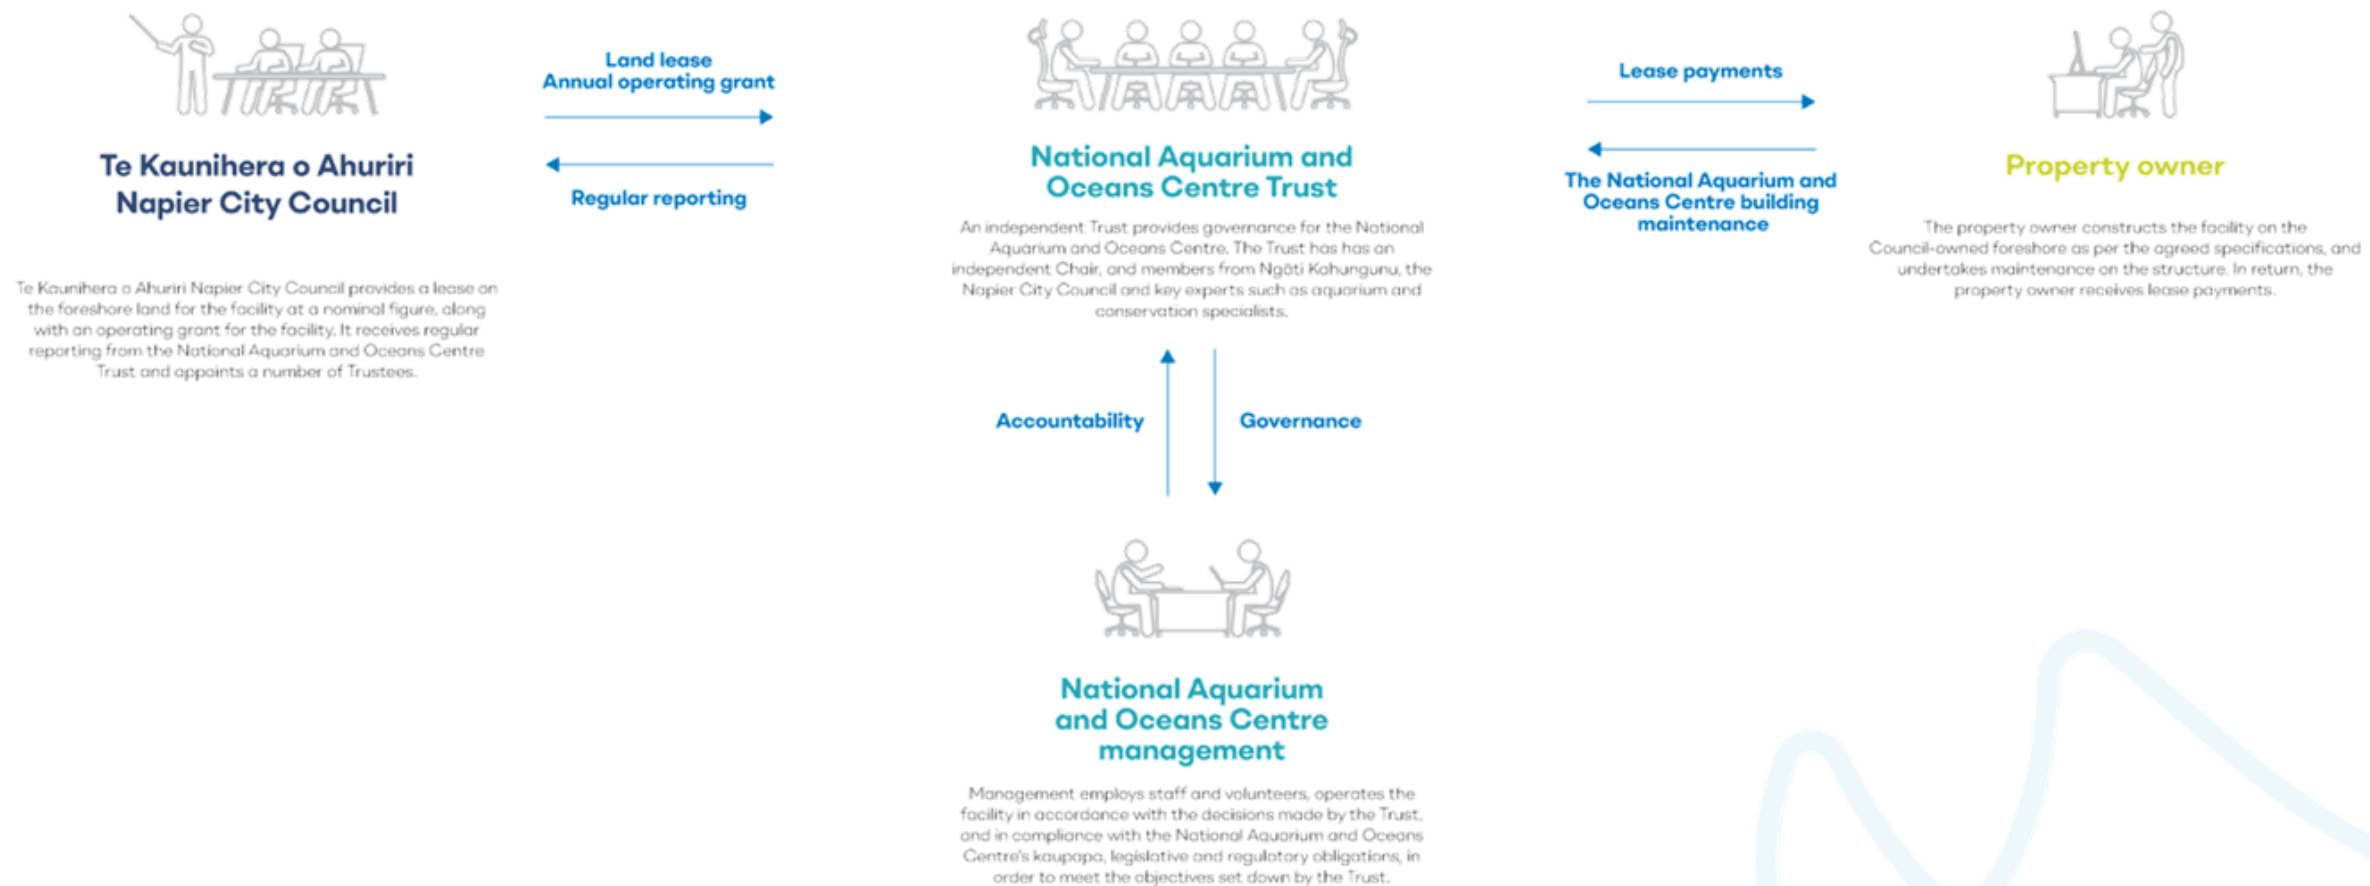 Te Kaunihera o Ahuriri
Napier City Council
Te Kaunihera o Ahuriri Napier City Council provides a lease on
the foreshore land for the facility at a nominal figure, along
with an operating grant for the facility. It receives regular
reporting from the National Aquarium and Oceans Centre
Trust and appoints a number of Trustees.
Land lease
Annual operating grant
Regular reporting
National Aquarium and
Oceans Centre Trust
An independent Trust provides governance for the National
Aquarium and Oceans Centre. The Trust has has an
independent Chair, and members from Ngāti Kahungunu, the
Napier City Council and key experts such as aquarium and
conservation specialists.
Lease payments
The National Aquarium and
Oceans Centre building
maintenance
Property owner
The property owner constructs the facility on the
Council-owned foreshore as per the agreed specifications, and
undertakes maintenance on the structure. In return, the
property owner receives lease payments.
Accountability
Governance
National Aquarium
and Oceans Centre
management
Management employs staff and volunteers, operates the
facility in accordance with the decisions made by the Trust,
and in compliance with the National Aquarium and Oceans
Centre's kaupapa, legislative and regulatory obligations, in
order to meet the objectives set down by the Trust.